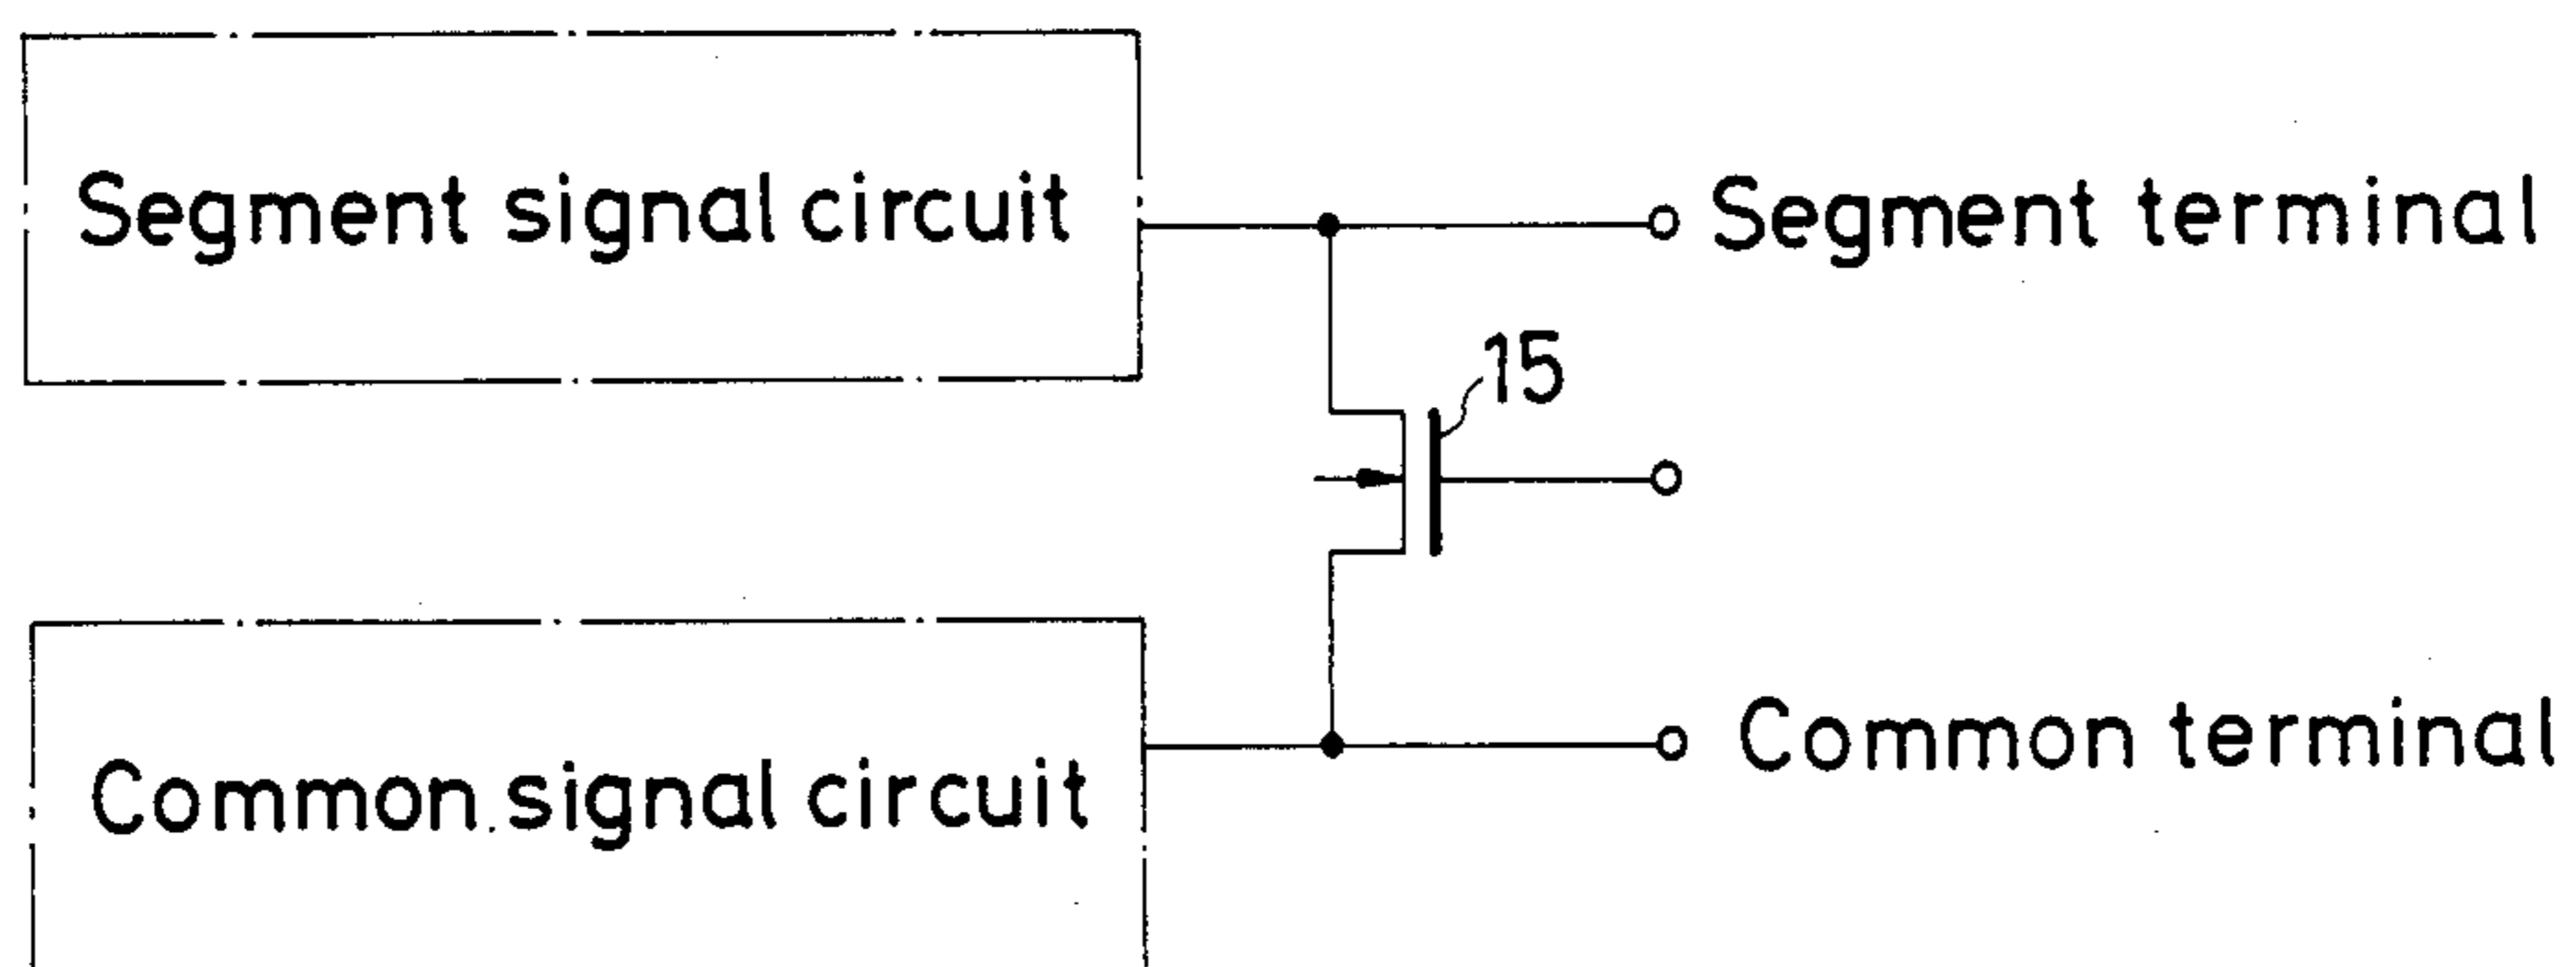 Segment signal circuit
Segment terminal
15
Common signal circuit
Common terminal